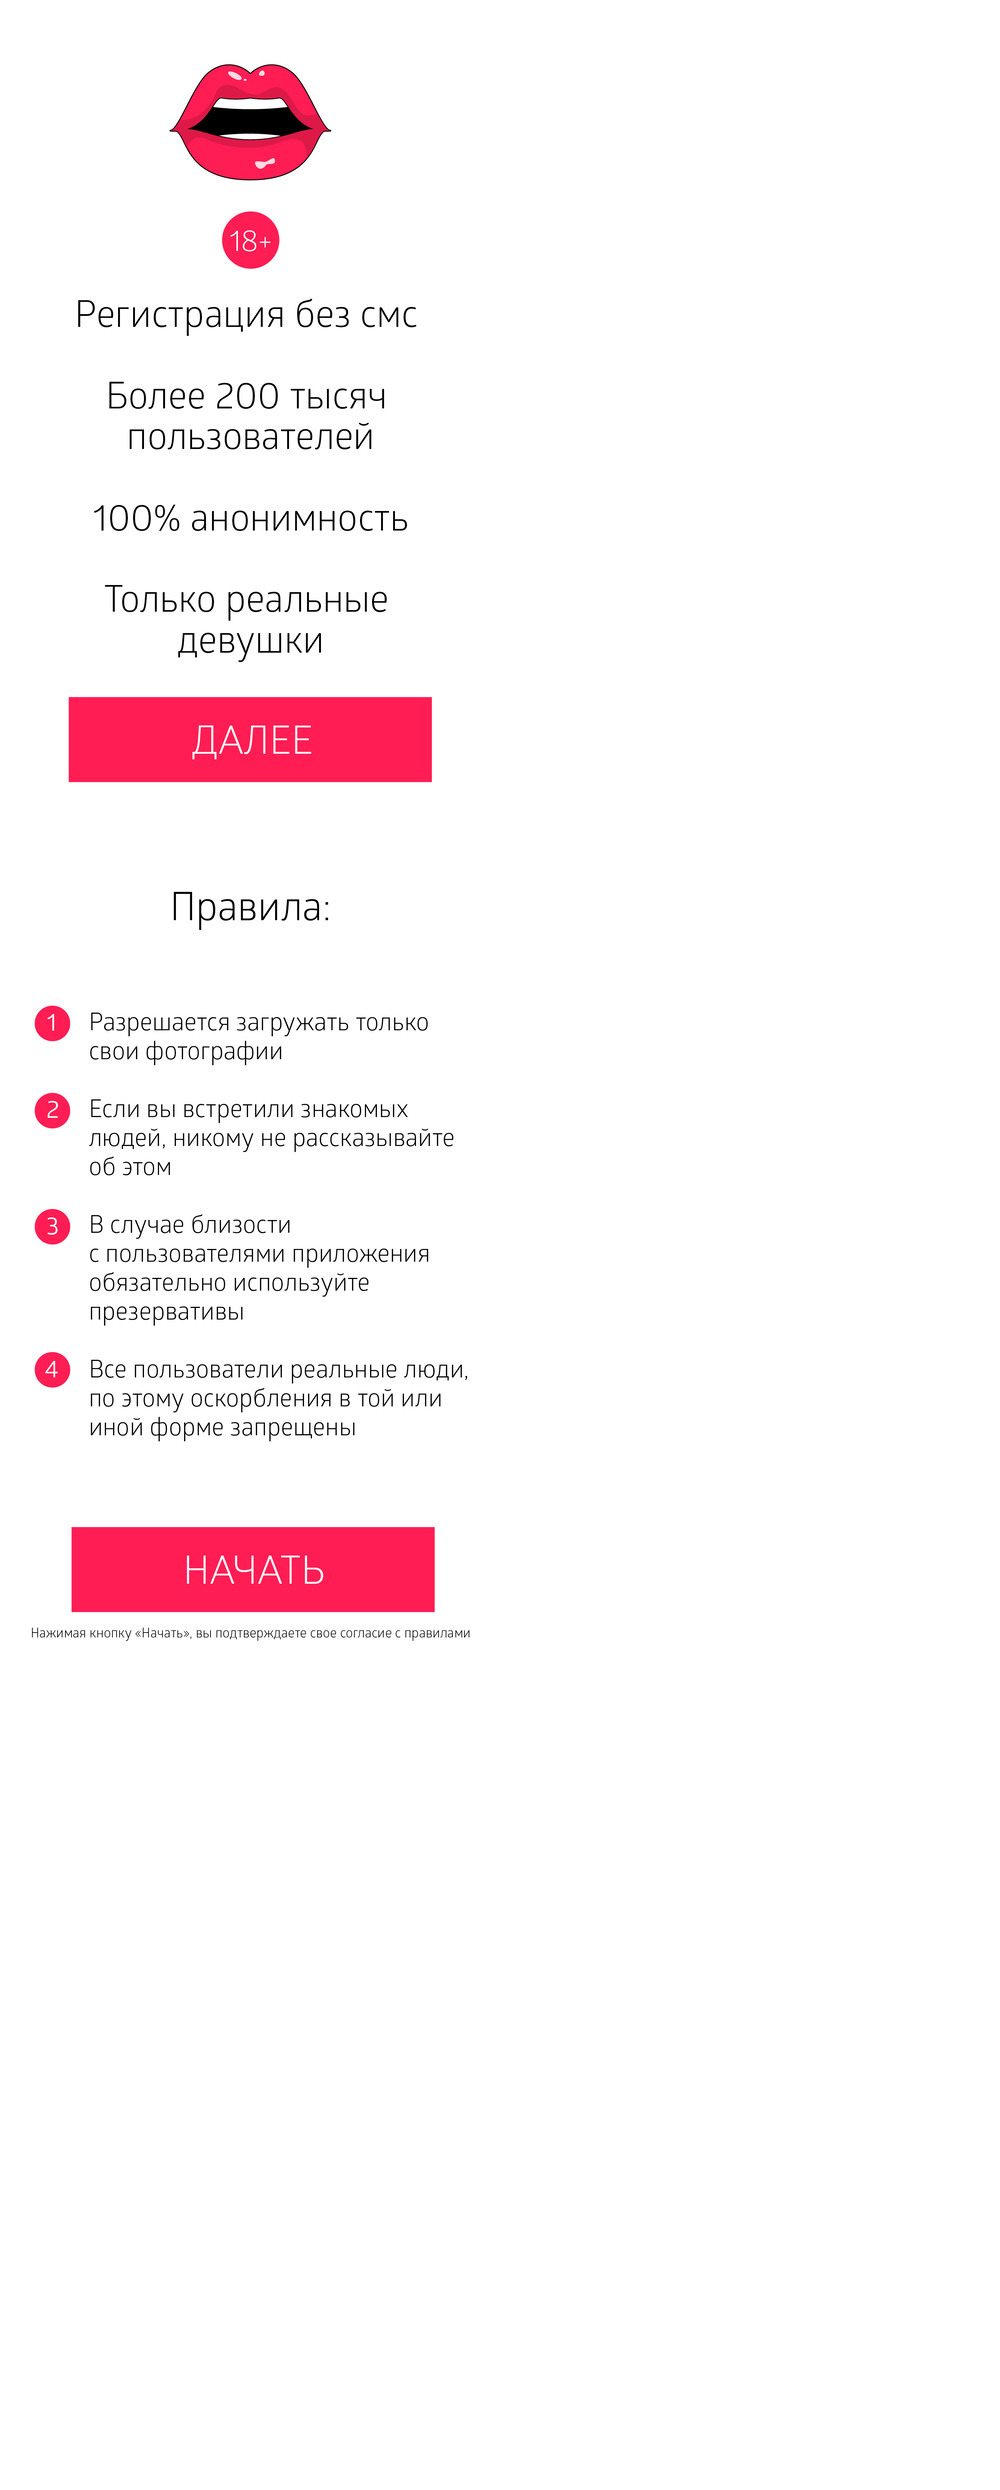 18+
Регистрация без смс
Более 200 тысяч
пользователей
100% анонимность
Только реальные
девушки
ДАЛЕЕ
Правила:
1 Разрешается загружать только
свои фотографии
2 Если вы встретили знакомых
людей, никому не рассказывайте
об этом
3 В случае близости
с пользователями приложения
обязательно используйте
презервативы
4 Все пользователи реальные люди,
по этому оскорбления в той или
иной форме запрещены
НАЧАТЬ
Нажимая кнопку «Начать», вы подтверждаете свое согласие с правилами